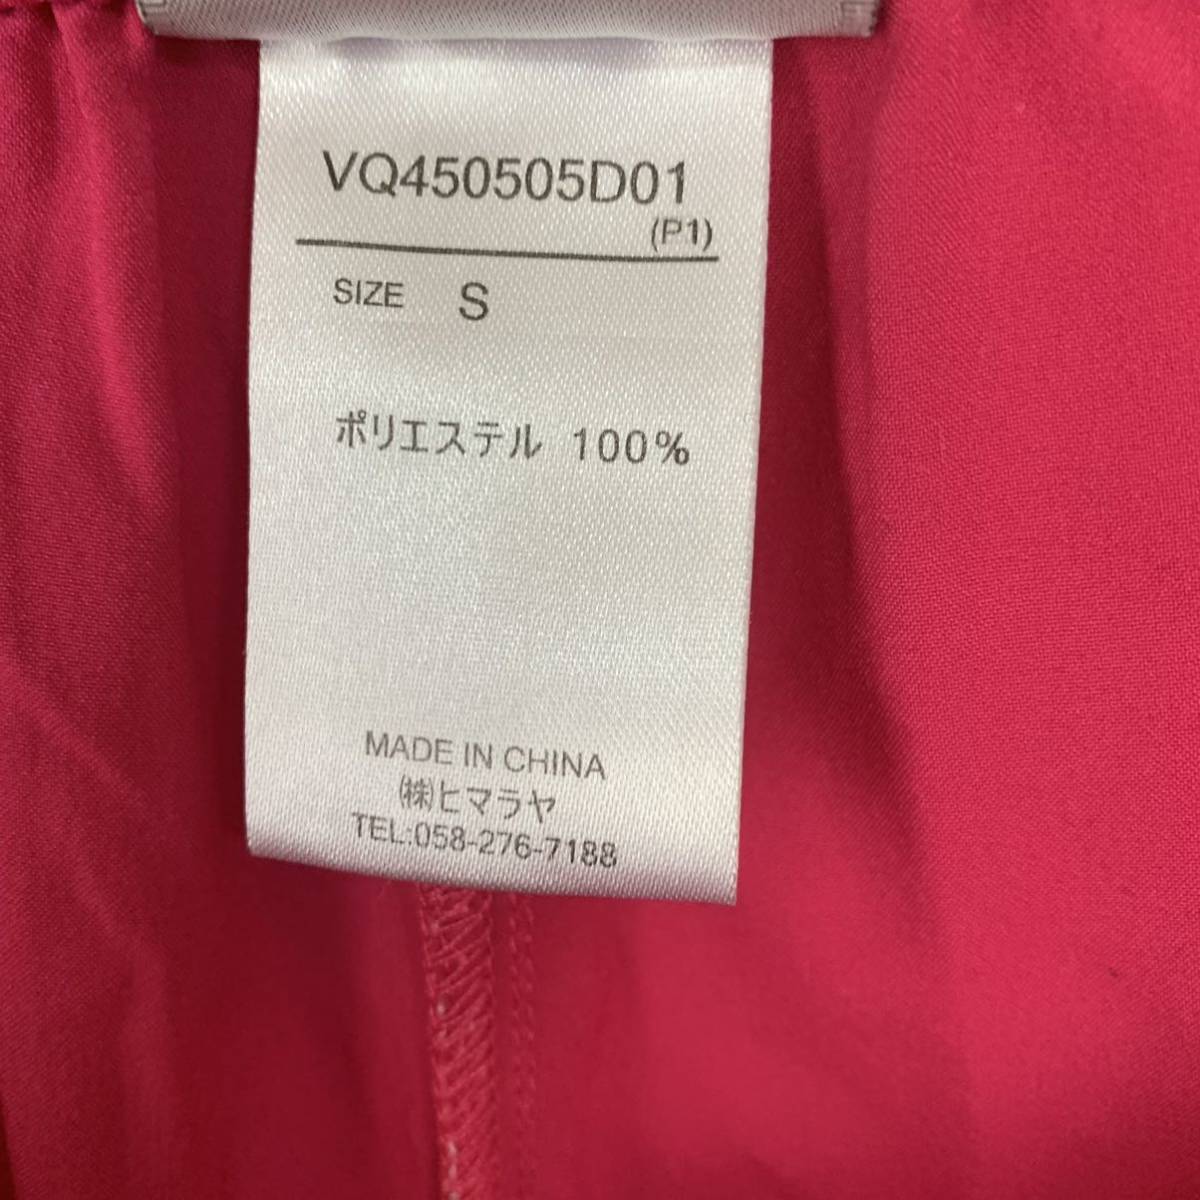 VQ450505D01
(P1)
SIZE S
ポリエステル 100%
MADE IN CHINA
㈱ヒマラヤ
TEL:058-276-7188